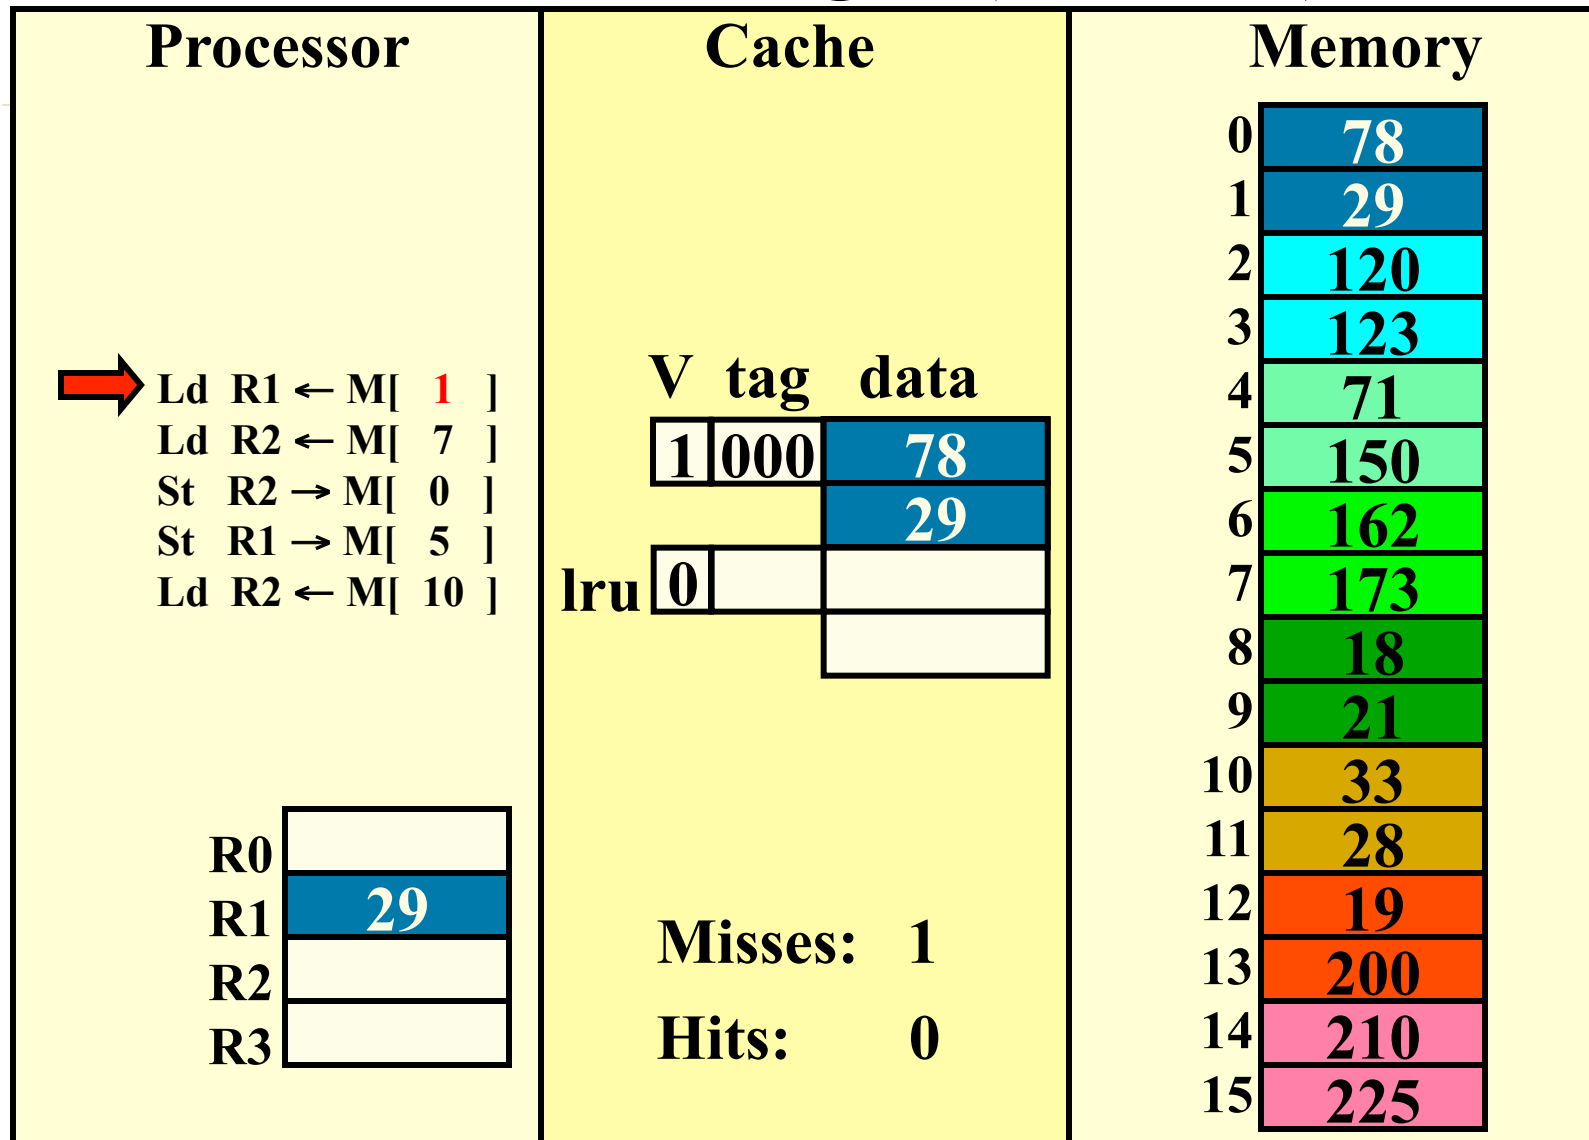 Processor
Ld R1 ← M[ 1 ]
Ld R2 ← M[ 7 ]
St R2 → M[ 0 ]
St R1 → M[ 5 ]
Ld R2 ← M[ 10 ]
R0
R1 29
R2
R3
Cache
V tag data
1 000 78
29
lru 0
Misses: 1
Hits: 0
Memory
0 78
1 29
2 120
3 123
4 71
5 150
6 162
7 173
8 18
9 21
10 33
11 28
12 19
13 200
14 210
15 225